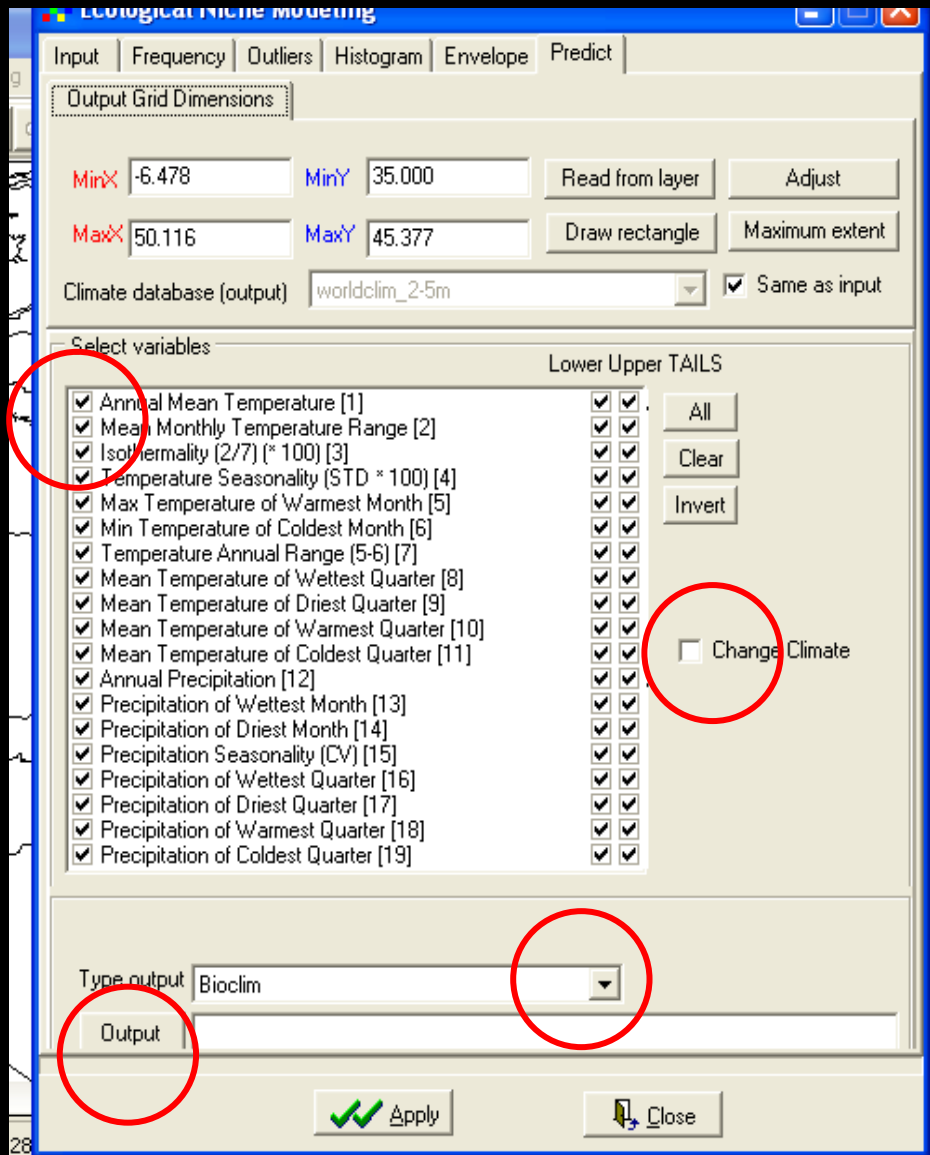 Ecological Niche Modeling
Input Frequency Outliers Histogram Envelope Predict
Output Grid Dimensions
MinX -6.478 MinY 35.000 Read from layer Adjust
MaxX 50.116 MaxY 45.377 Draw rectangle Maximum extent
Climate database (output) worldclim_2-5m Same as input
Select variables
Lower Upper TAILS
Annual Mean Temperature [1]
Mean Monthly Temperature Range [2]
Isothermality (2/7) (* 100) [3]
Temperature Seasonality (STD * 100) [4]
Max Temperature of Warmest Month [5]
Min Temperature of Coldest Month [6]
Temperature Annual Range (5-6) [7]
Mean Temperature of Wettest Quarter [8]
Mean Temperature of Driest Quarter [9]
Mean Temperature of Warmest Quarter [10]
Mean Temperature of Coldest Quarter [11]
Annual Precipitation [12]
Precipitation of Wettest Month [13]
Precipitation of Driest Month [14]
Precipitation Seasonality (CV) [15]
Precipitation of Wettest Quarter [16]
Precipitation of Driest Quarter [17]
Precipitation of Warmest Quarter [18]
Precipitation of Coldest Quarter [19]
All
Clear
Invert
Change Climate
Type output Bioclim
Output
Apply Close
28